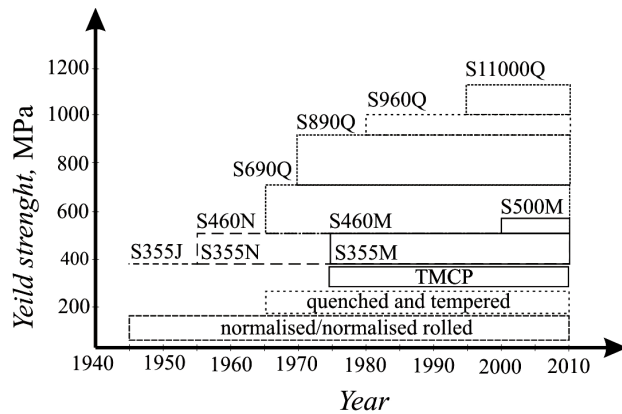 1200
S11000Q
S960Q
1000
S890Q
800
S690Q
600
S500M
S460N S460M
S355J S355N S355M
400
TMCP
quenched and tempered
200
normalised/normalised rolled
Yeild strenght, MPa
1940 1950 1960 1970 1980 1990 2000 2010
Year